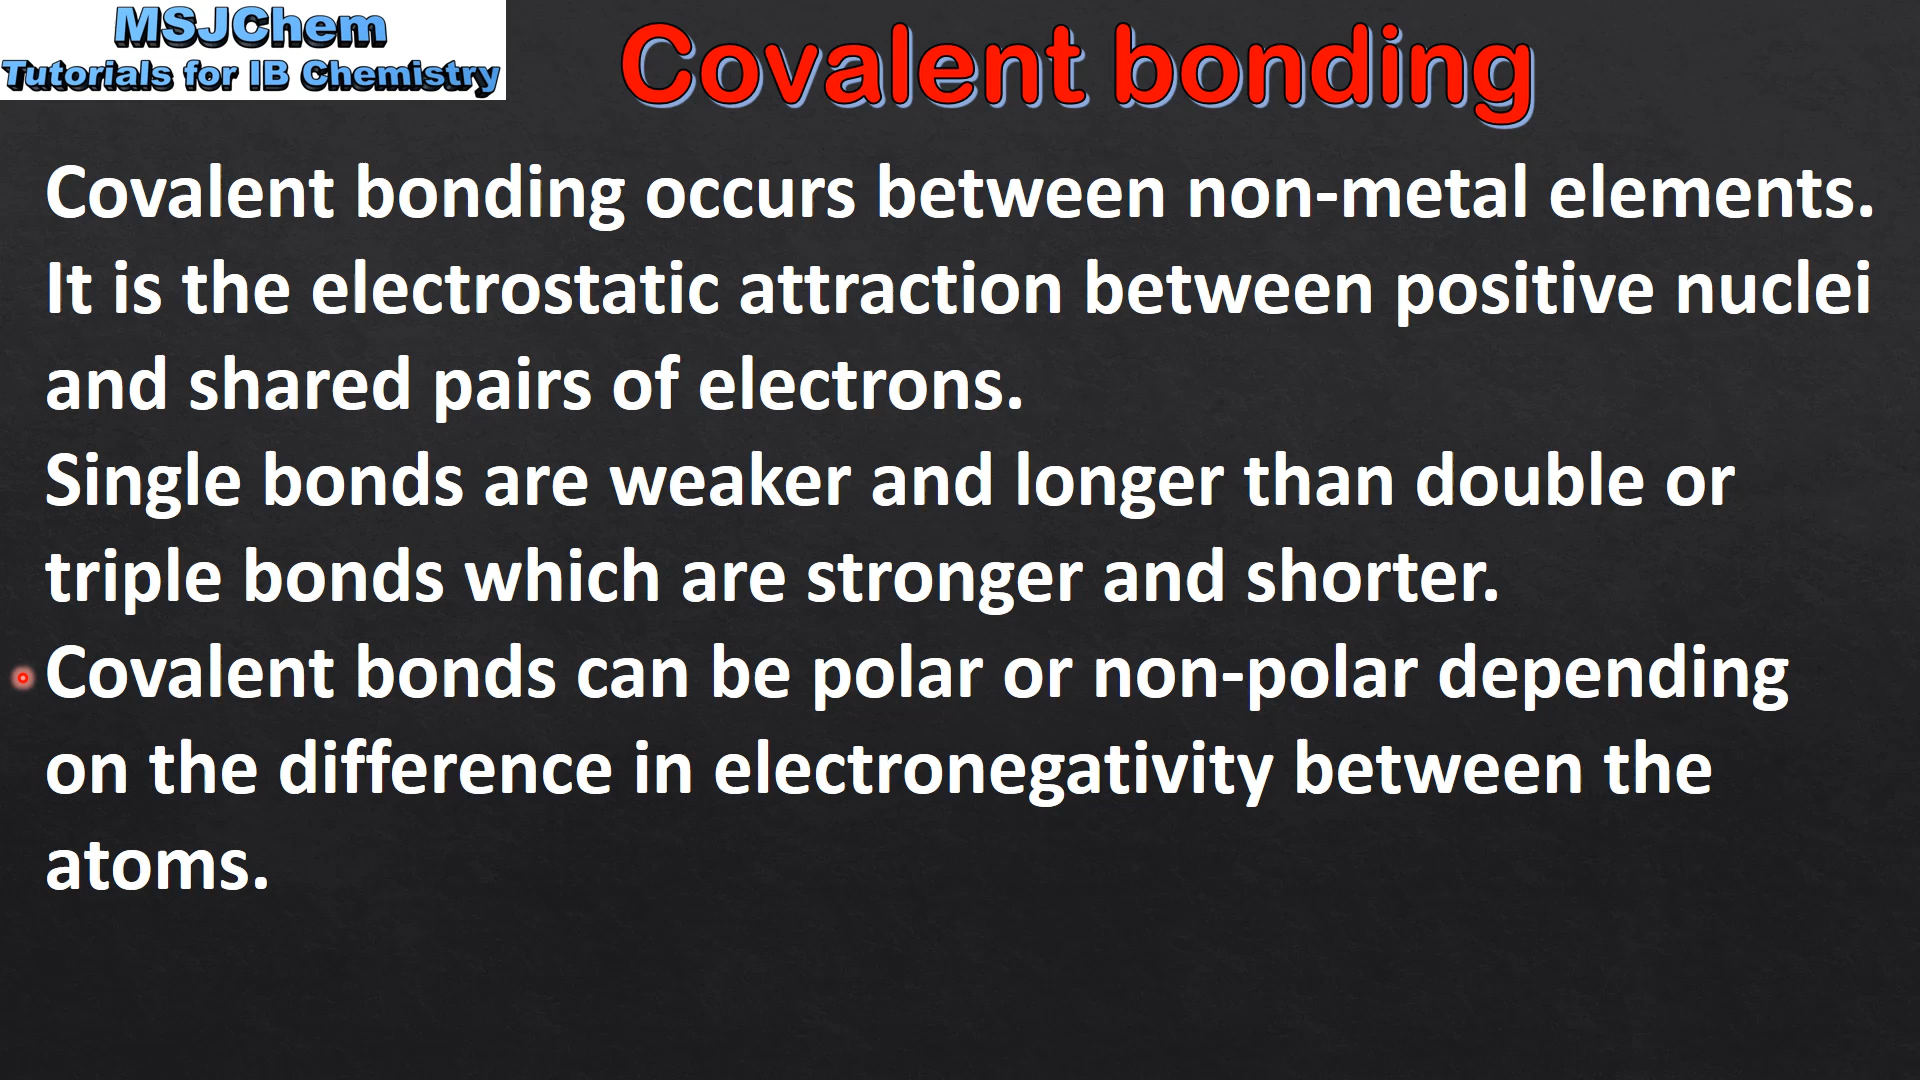 MSJChem
Tutorials for IB Chemistry
Covalent bonding
Covalent bonding occurs between non-metal elements.
It is the electrostatic attraction between positive nuclei
and shared pairs of electrons.
Single bonds are weaker and longer than double or
triple bonds which are stronger and shorter.
Covalent bonds can be polar or non-polar depending
on the difference in electronegativity between the
atoms.